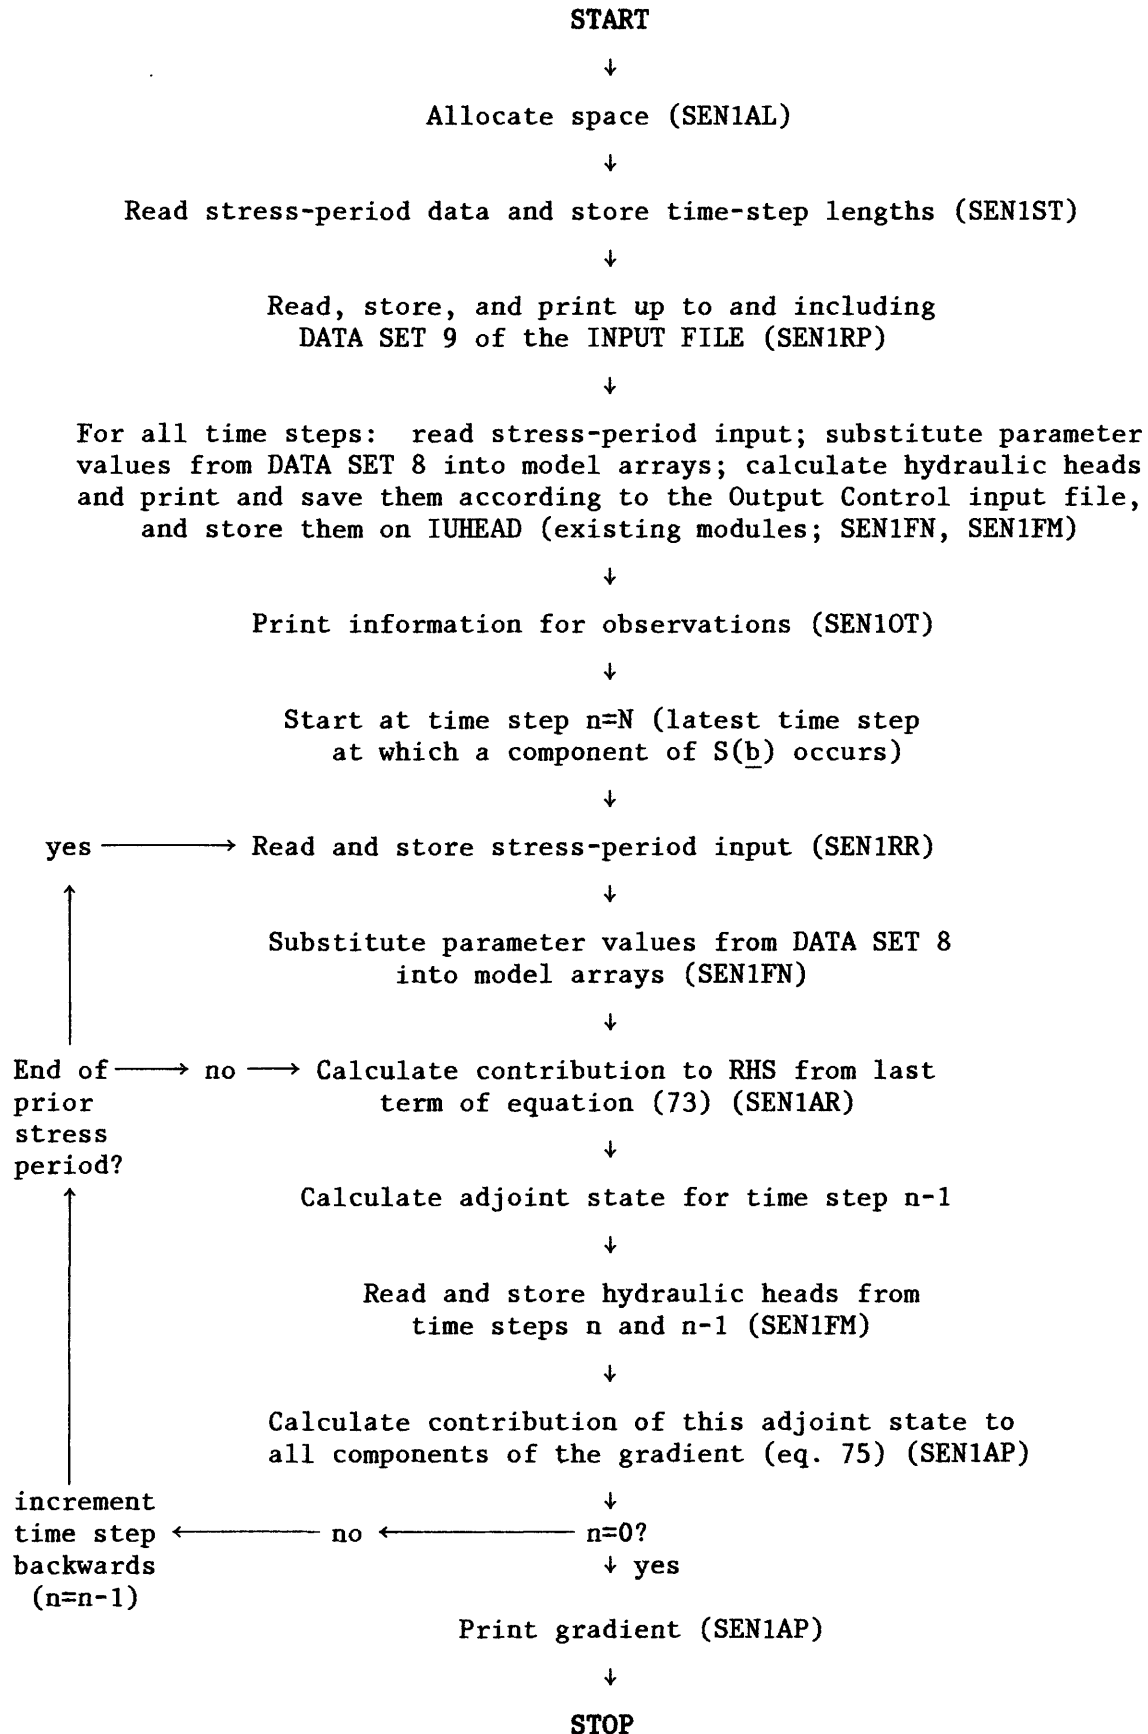 START
↓
Allocate space (SEN1AL)
↓
Read stress-period data and store time-step lengths (SEN1ST)
↓
Read, store, and print up to and including
DATA SET 9 of the INPUT FILE (SEN1RP)
↓
For all time steps: read stress-period input; substitute parameter
values from DATA SET 8 into model arrays; calculate hydraulic heads
and print and save them according to the Output Control input file,
and store them on IUHEAD (existing modules; SEN1FN, SEN1FM)
↓
Print information for observations (SEN1OT)
↓
Start at time step n=N (latest time step
at which a component of S(b) occurs)
↓
yes ⟶ Read and store stress-period input (SEN1RR)
↓
Substitute parameter values from DATA SET 8
into model arrays (SEN1FN)
↓
End of ⟶ no ⟶ Calculate contribution to RHS from last
prior term of equation (73) (SEN1AR)
stress
period?
↓
Calculate adjoint state for time step n-1
↓
Read and store hydraulic heads from
time steps n and n-1 (SEN1FM)
↓
Calculate contribution of this adjoint state to
all components of the gradient (eq. 75) (SEN1AP)
increment ↓
time step ⟵ no ⟵ n=0?
backwards ↓ yes
(n=n-1)
Print gradient (SEN1AP)
↓
STOP